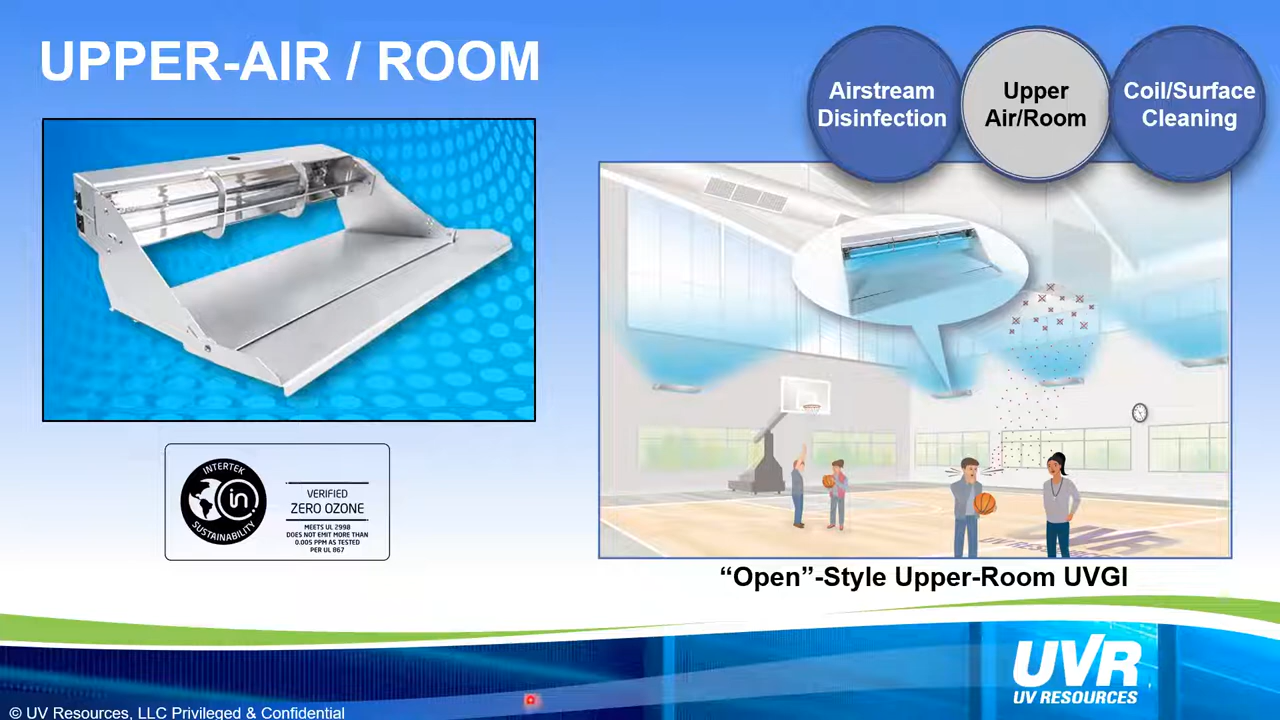 UPPER-AIR / ROOM
Airstream
Disinfection
Upper
Air/Room
Coil/Surface
Cleaning
INTERTEK
in
SUSTAINABILITY
VERIFIED
ZERO OZONE
MEETS UL 2998
DOES NOT EMIT MORE THAN
0.005 PPM AS TESTED
PER UL 867
“Open”-Style Upper-Room UVGI
UVR
UV RESOURCES
© UV Resources, LLC Privileged & Confidential